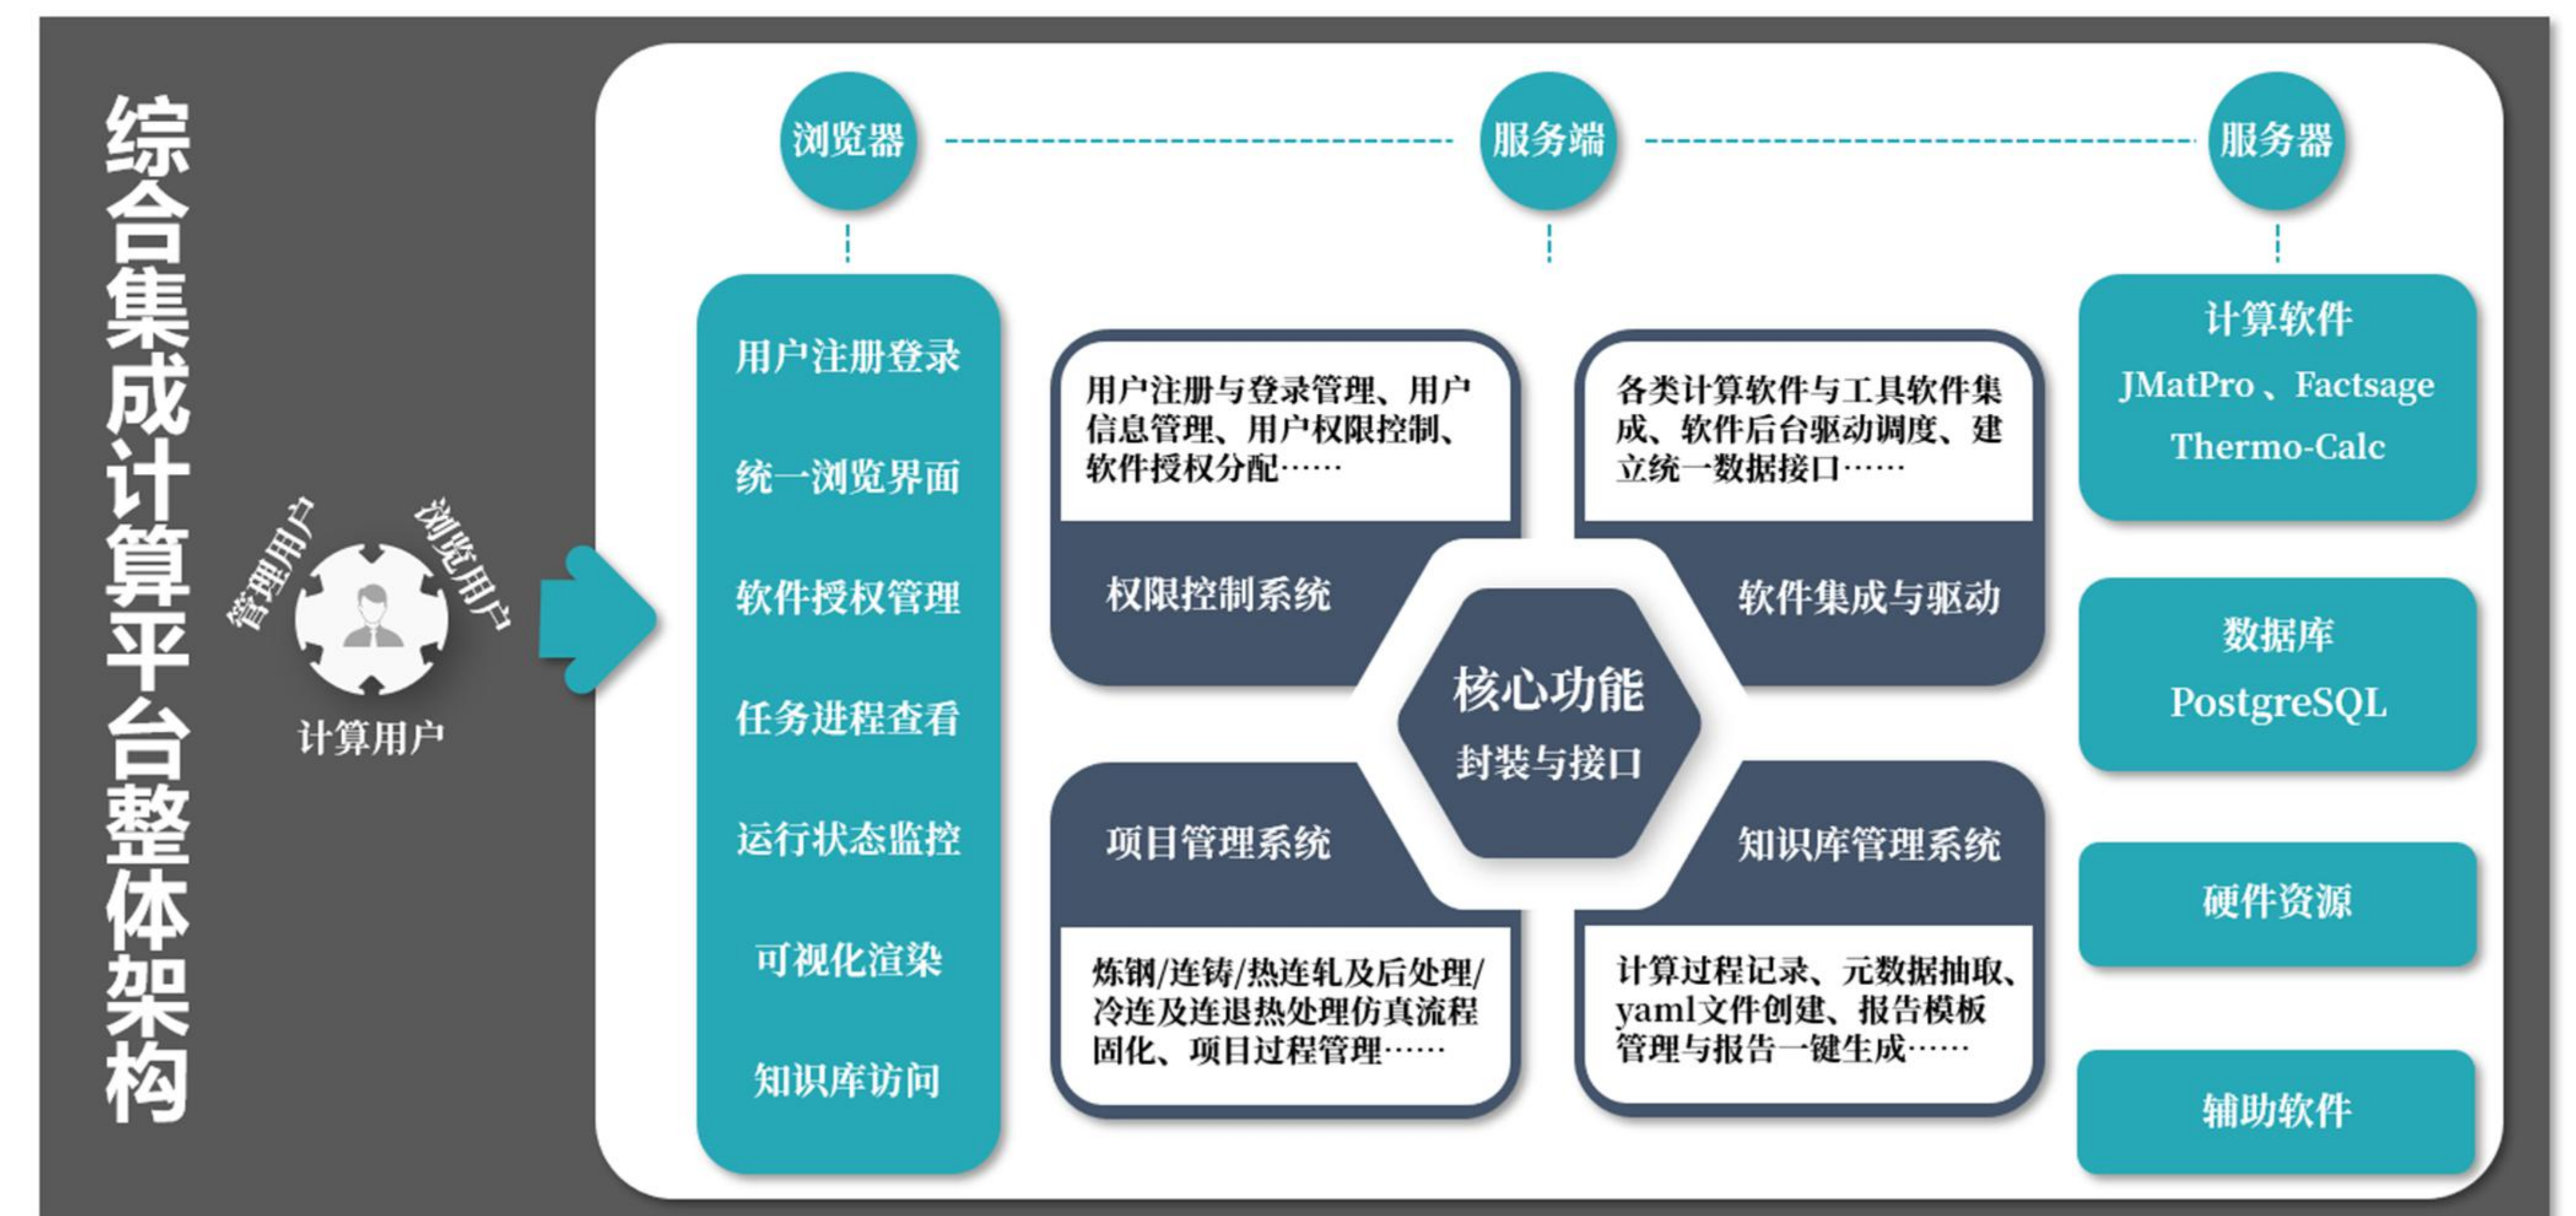 综合集成计算平台整体架构
管理用户
浏览用户
计算用户
浏览器
服务端
服务器
用户注册登录
统一浏览界面
软件授权管理
任务进程查看
运行状态监控
可视化渲染
知识库访问
用户注册与登录管理、用户
信息管理、用户权限控制、
软件授权分配……
权限控制系统
各类计算软件与工具软件集
成、软件后台驱动调度、建
立统一数据接口……
软件集成与驱动
核心功能
封装与接口
项目管理系统
炼钢/连铸/热连轧及后处理/
冷连及连退热处理仿真流程
固化、项目过程管理……
知识库管理系统
计算过程记录、元数据抽取、
yaml文件创建、报告模板
管理与报告一键生成……
计算软件
JMatPro 、Factsage
Thermo-Calc
数据库
PostgreSQL
硬件资源
辅助软件